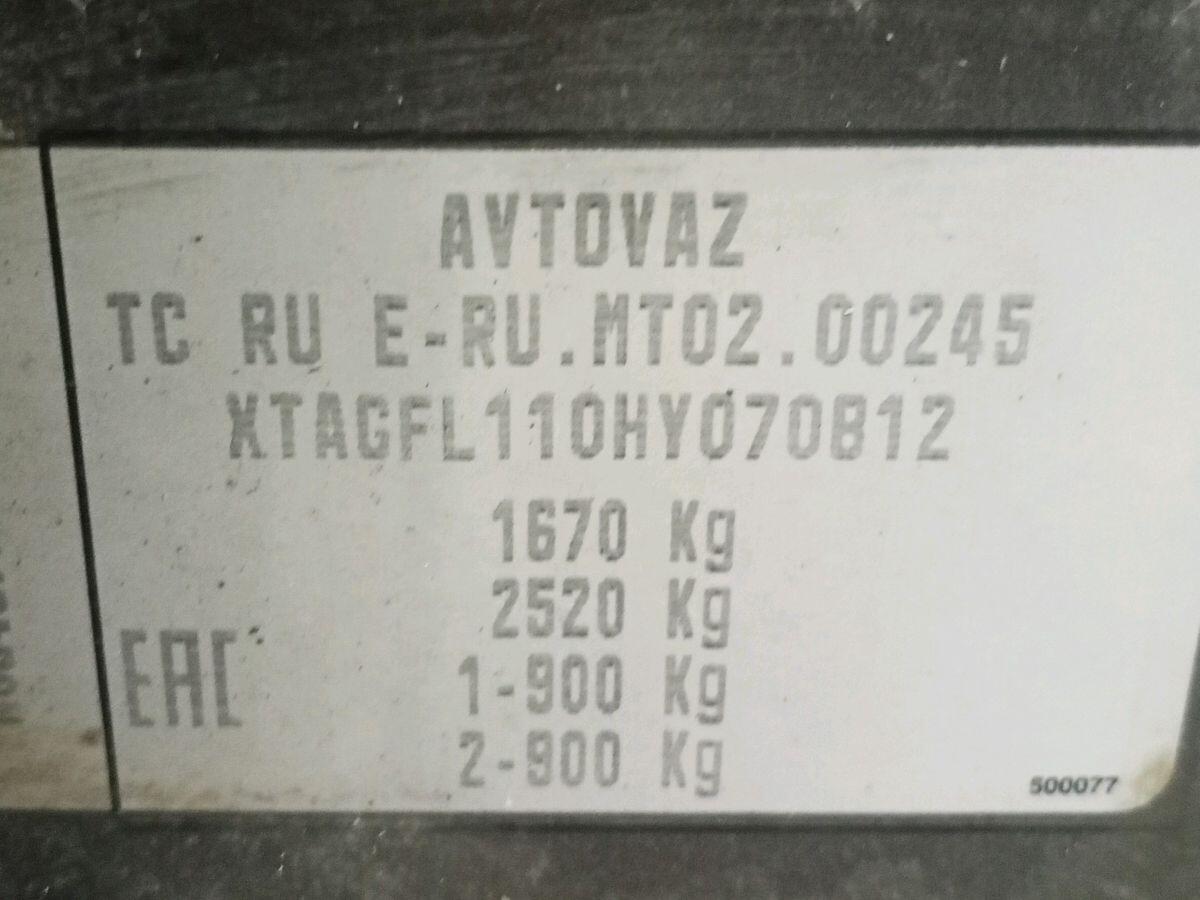 AVTOVAZ
TC RU E-RU.MT02.00245
XTAGFL110HY070812
1670 Kg
2520 Kg
1-900 Kg
2-900 Kg
EAC
500077